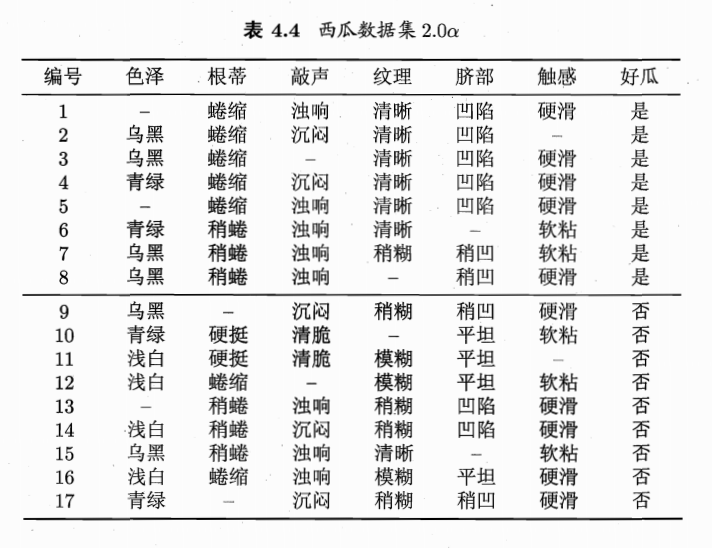 表 4.4 西瓜数据集 2.0α
编号 色泽 根蒂 敲声 纹理 脐部 触感 好瓜
1 – 蜷缩 浊响 清晰 凹陷 硬滑 是
2 乌黑 蜷缩 沉闷 清晰 凹陷 – 是
3 乌黑 蜷缩 – 清晰 凹陷 硬滑 是
4 青绿 蜷缩 沉闷 清晰 凹陷 硬滑 是
5 – 蜷缩 浊响 清晰 凹陷 硬滑 是
6 青绿 稍蜷 浊响 清晰 – 软粘 是
7 乌黑 稍蜷 浊响 稍糊 稍凹 软粘 是
8 乌黑 稍蜷 浊响 – 稍凹 硬滑 是
9 乌黑 – 沉闷 稍糊 稍凹 硬滑 否
10 青绿 硬挺 清脆 – 平坦 软粘 否
11 浅白 硬挺 清脆 模糊 平坦 – 否
12 浅白 蜷缩 – 模糊 平坦 软粘 否
13 – 稍蜷 浊响 稍糊 凹陷 硬滑 否
14 浅白 稍蜷 沉闷 稍糊 凹陷 硬滑 否
15 乌黑 稍蜷 浊响 清晰 – 软粘 否
16 浅白 蜷缩 浊响 模糊 平坦 硬滑 否
17 青绿 – 沉闷 稍糊 稍凹 硬滑 否